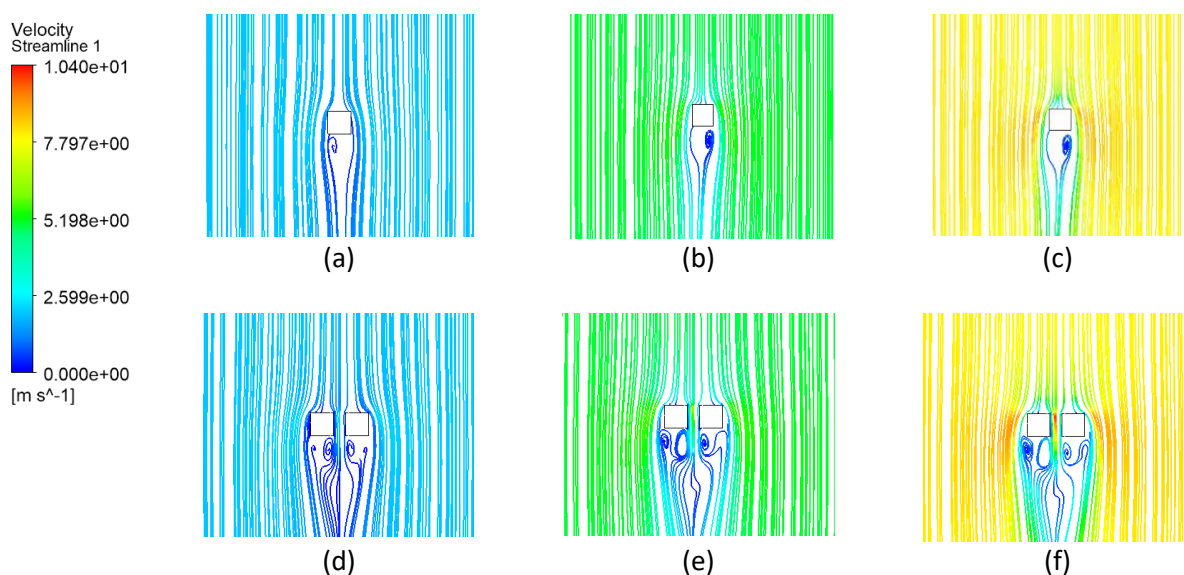 Velocity
Streamline 1
1.040e+01
7.797e+00
5.198e+00
2.599e+00
0.000e+00
[m s^-1]
(a)
(b)
(c)
(d)
(e)
(f)